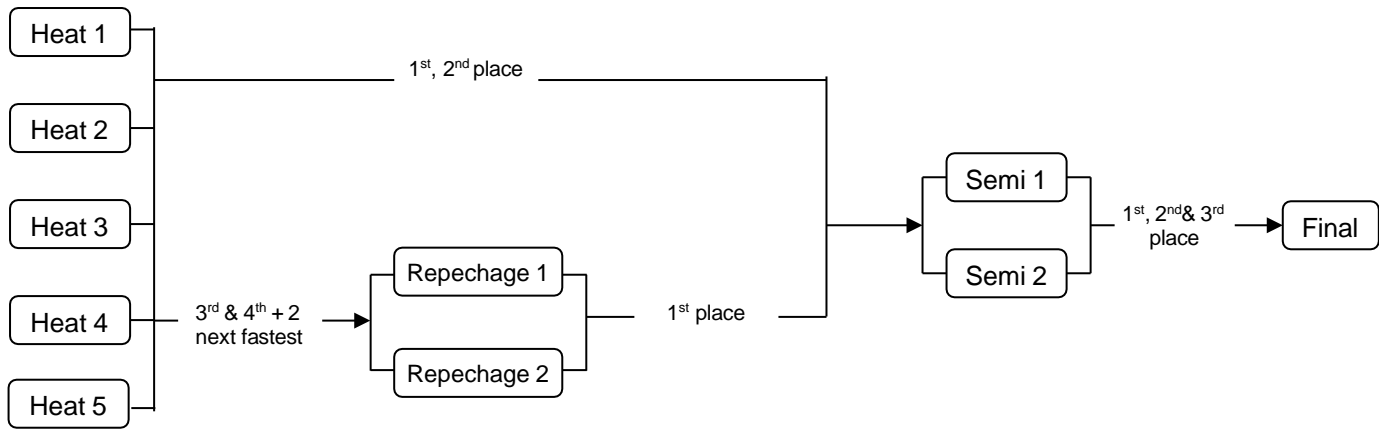 Heat 1
1st, 2nd place
Heat 2
Semi 1
Heat 3
1st, 2nd& 3rd
place
Final
Repechage 1
Semi 2
Heat 4
3rd & 4th + 2
next fastest
1st place
Repechage 2
Heat 5